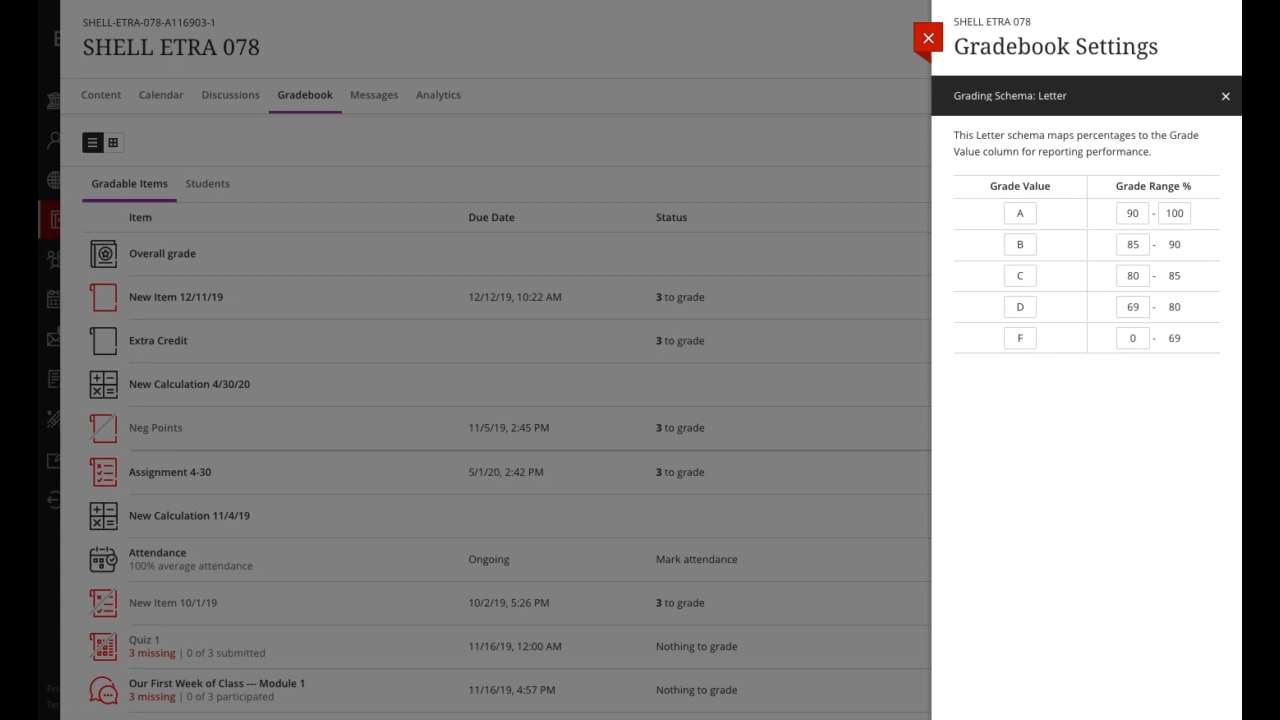 SHELL-ETRA-078-A116903-1
SHELL ETRA 078
Content Calendar Discussions Gradebook Messages Analytics
Gradable Items Students
Item Due Date Status
Overall grade
New Item 12/11/19 12/12/19, 10:22 AM 3 to grade
Extra Credit 3 to grade
New Calculation 4/30/20
Neg Points 11/5/19, 2:45 PM 3 to grade
Assignment 4-30 5/1/20, 2:42 PM 3 to grade
New Calculation 11/4/19
Attendance Ongoing Mark attendance
100% average attendance
New Item 10/1/19 10/2/19, 5:26 PM 3 to grade
Quiz 1 11/16/19, 12:00 AM Nothing to grade
3 missing | 0 of 3 submitted
Our First Week of Class --- Module 1 11/16/19, 4:57 PM Nothing to grade
3 missing | 0 of 3 participated
SHELL ETRA 078
Gradebook Settings
Grading Schema: Letter
This Letter schema maps percentages to the Grade
Value column for reporting performance.
Grade Value Grade Range %
A 90 - 100
B 85 - 90
C 80 - 85
D 69 - 80
F 0 - 69